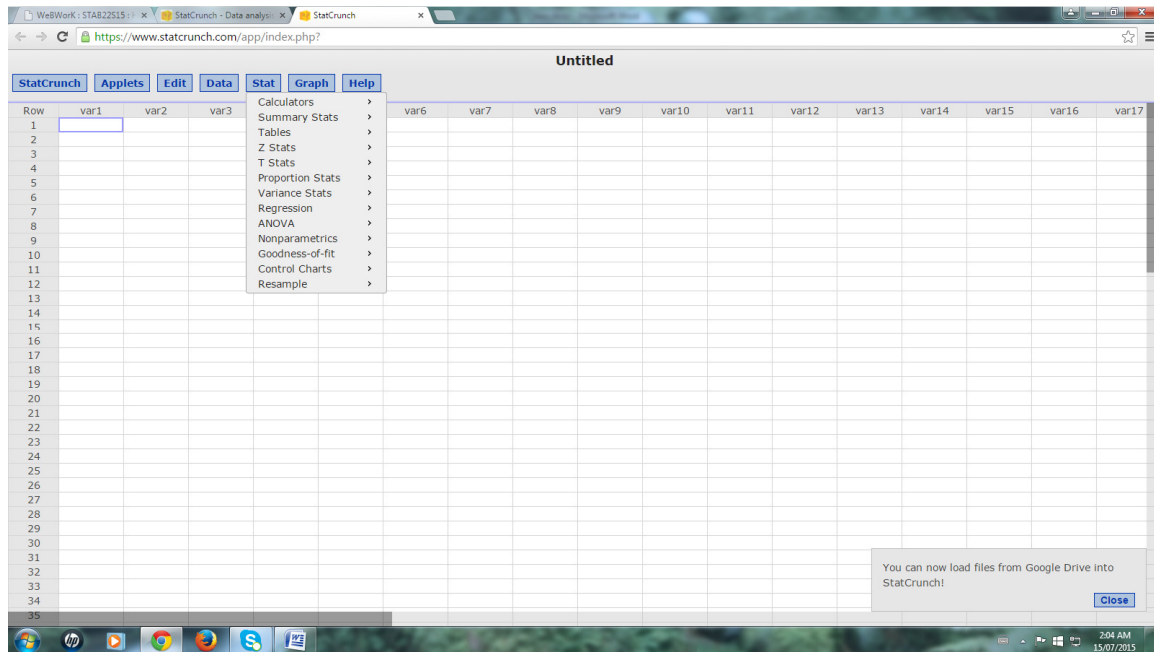 WeBWorK : STAB22S15 : H
StatCrunch - Data analysis
StatCrunch
https://www.statcrunch.com/app/index.php?
Untitled
StatCrunch Applets Edit Data Stat Graph Help
Row var1 var2 var3 var6 var7 var8 var9 var10 var11 var12 var13 var14 var15 var16 var17
Calculators
Summary Stats
Tables
Z Stats
T Stats
Proportion Stats
Variance Stats
Regression
ANOVA
Nonparametrics
Goodness-of-fit
Control Charts
Resample
1
2
3
4
5
6
7
8
9
10
11
12
13
14
15
16
17
18
19
20
21
22
23
24
25
26
27
28
29
30
31
32
33
34
35
You can now load files from Google Drive into
StatCrunch!
Close
2:04 AM
15/07/2015